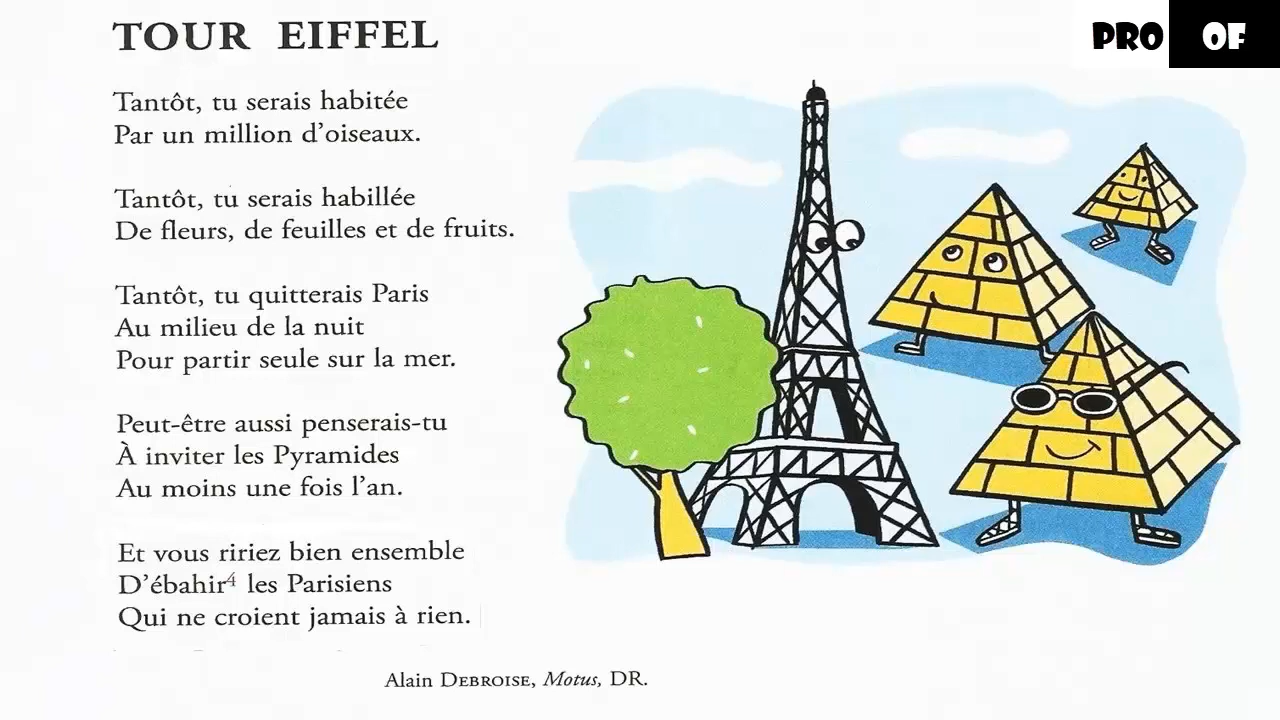 TOUR EIFFEL
PRO OF
Tantôt, tu serais habitée
Par un million d'oiseaux.
Tantôt, tu serais habillée
De fleurs, de feuilles et de fruits.
Tantôt, tu quitterais Paris
Au milieu de la nuit
Pour partir seule sur la mer.
Peut-être aussi penserais-tu
À inviter les Pyramides
Au moins une fois l'an.
Et vous ririez bien ensemble
D'ébahir⁴ les Parisiens
Qui ne croient jamais à rien.
Alain DEBROISE, Motus, DR.